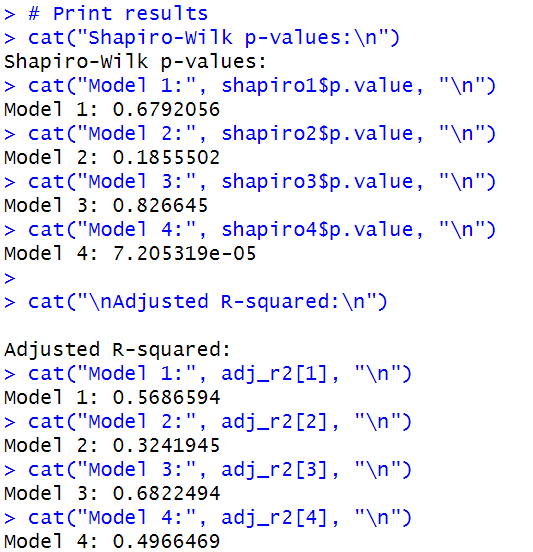 > # Print results
> cat("Shapiro-Wilk p-values:\n")
Shapiro-Wilk p-values:
> cat("Model 1:", shapiro1$p.value, "\n")
Model 1: 0.6792056
> cat("Model 2:", shapiro2$p.value, "\n")
Model 2: 0.1855502
> cat("Model 3:", shapiro3$p.value, "\n")
Model 3: 0.826645
> cat("Model 4:", shapiro4$p.value, "\n")
Model 4: 7.205319e-05
>
> cat("\nAdjusted R-squared:\n")

Adjusted R-squared:
> cat("Model 1:", adj_r2[1], "\n")
Model 1: 0.5686594
> cat("Model 2:", adj_r2[2], "\n")
Model 2: 0.3241945
> cat("Model 3:", adj_r2[3], "\n")
Model 3: 0.6822494
> cat("Model 4:", adj_r2[4], "\n")
Model 4: 0.4966469